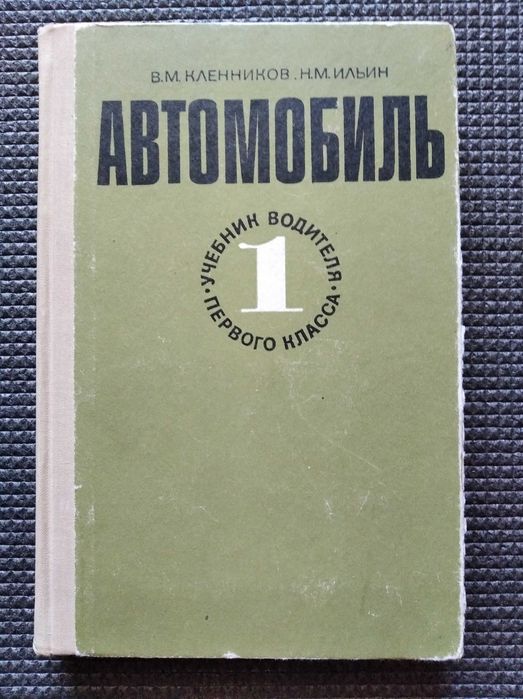 В.М. КЛЕННИКОВ. Н.М. ИЛЬИН
АВТОМОБИЛЬ
• УЧЕБНИК ВОДИТЕЛЯ •
1
ПЕРВОГО КЛАССА